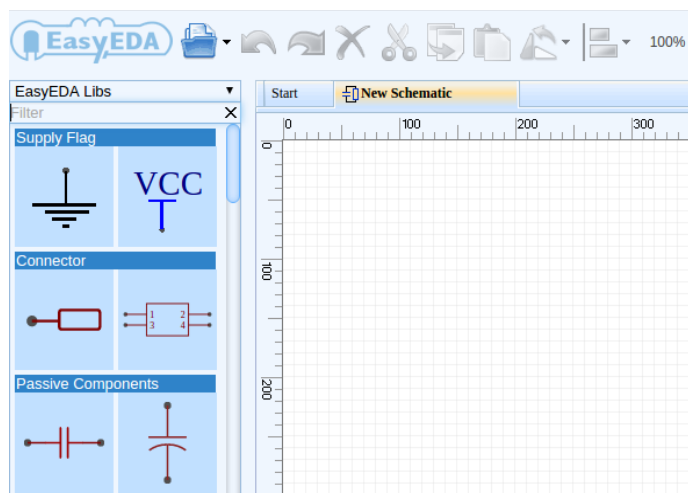 EasyEDA
100%
EasyEDA Libs
Start
New Schematic
Filter
0 100 200 300
Supply Flag
0
VCC
Connector
100
1 2
3 4
Passive Components
200